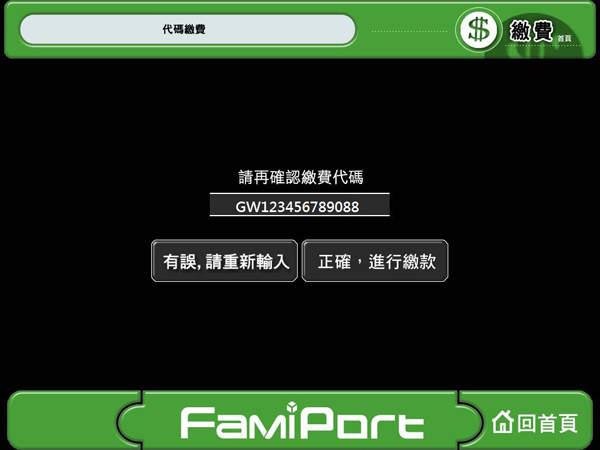 代碼繳費
繳費 首頁
請再確認繳費代碼
GW123456789088
有誤,請重新輸入
正確，進行繳款
FamiPort
回首頁